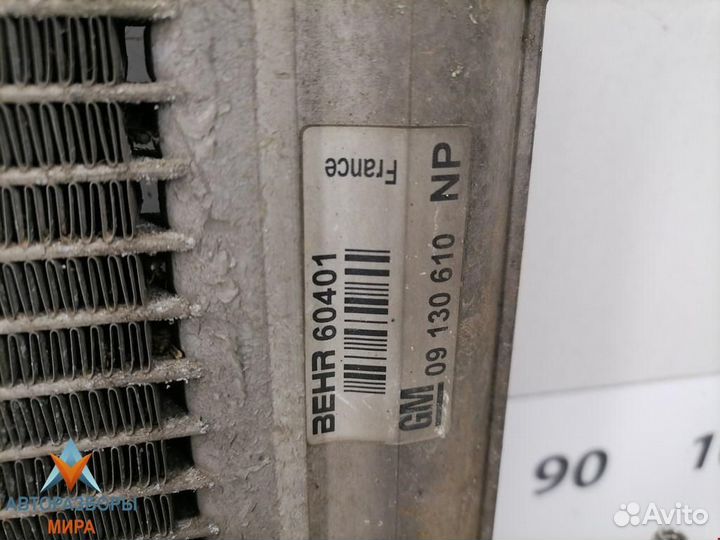 BEHR 60401
France
GM 09 130 610 NP
90
АВТОРАЗБОРЫ
МИРА
Avito